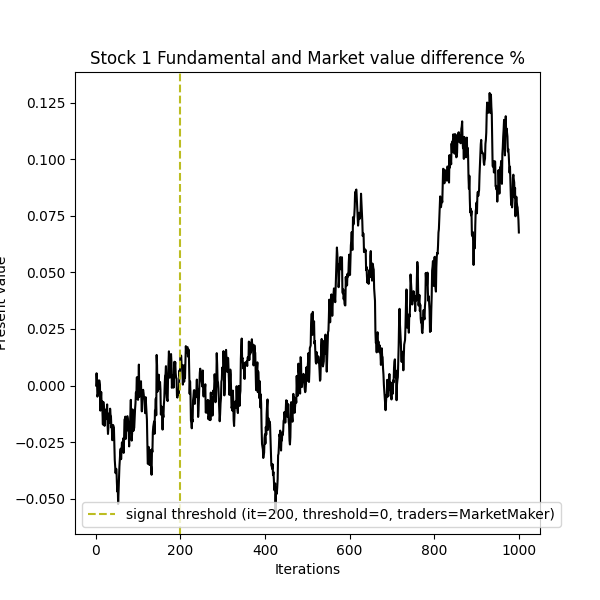 Stock 1 Fundamental and Market value difference %
0.125
0.100
0.075
0.050
0.025
0.000
−0.025
−0.050
Present value
signal threshold (it=200, threshold=0, traders=MarketMaker)
0 200 400 600 800 1000
Iterations